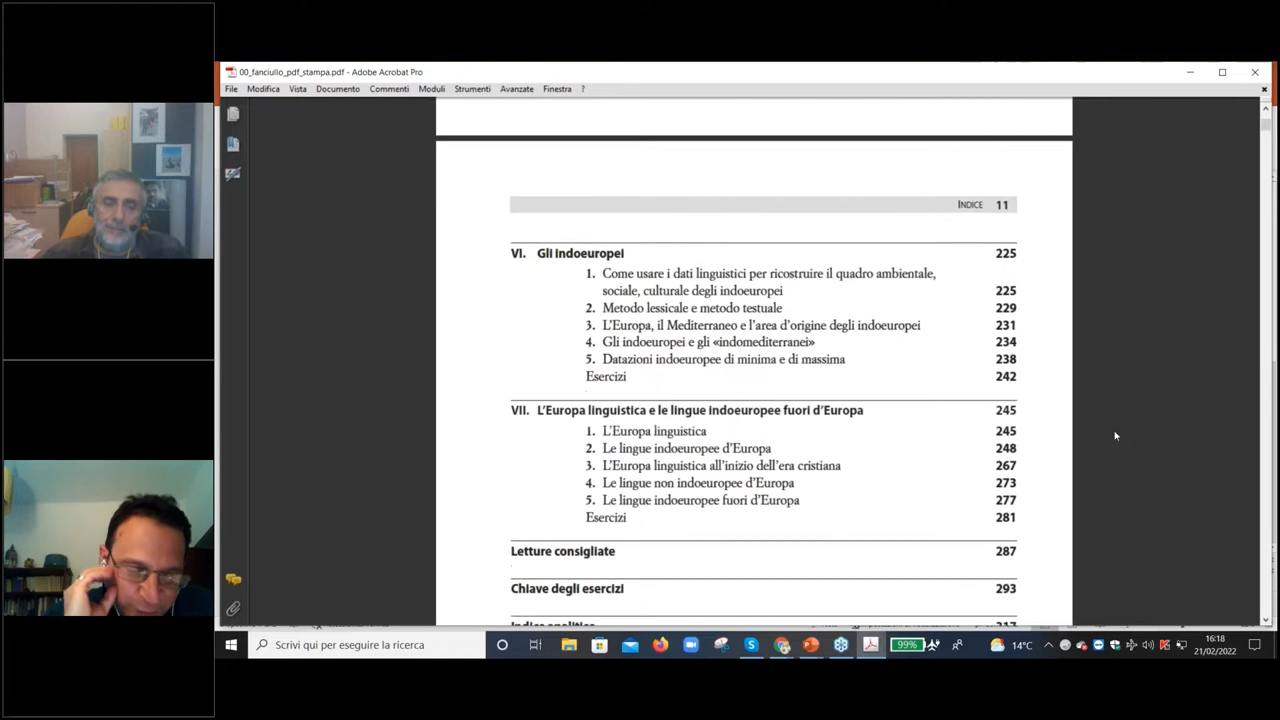 00_fanciullo_pdf_stampa.pdf - Adobe Acrobat Pro
File Modifica Vista Documento Commenti Moduli Strumenti Avanzate Finestra ?
INDICE 11
VI. Gli indoeuropei 225
1. Come usare i dati linguistici per ricostruire il quadro ambientale,
sociale, culturale degli indoeuropei 225
2. Metodo lessicale e metodo testuale 229
3. L'Europa, il Mediterraneo e l'area d'origine degli indoeuropei 231
4. Gli indoeuropei e gli «indomediterranei» 234
5. Datazioni indoeuropee di minima e di massima 238
Esercizi 242
VII. L'Europa linguistica e le lingue indoeuropee fuori d'Europa 245
1. L'Europa linguistica 245
2. Le lingue indoeuropee d'Europa 248
3. L'Europa linguistica all'inizio dell'era cristiana 267
4. Le lingue non indoeuropee d'Europa 273
5. Le lingue indoeuropee fuori d'Europa 277
Esercizi 281
Letture consigliate 287
Chiave degli esercizi 293
Indice analitico 317
Scrivi qui per eseguire la ricerca
99%
14°C
16:18
21/02/2022